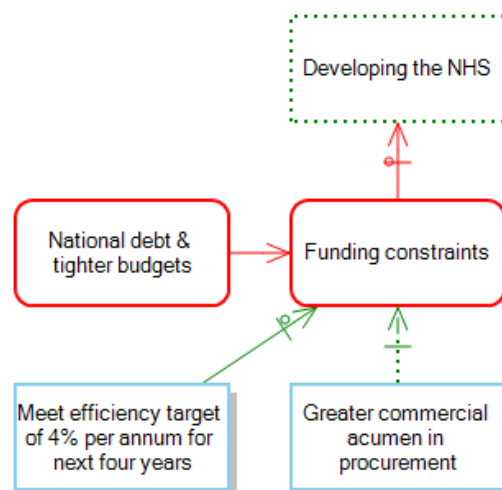 Developing the NHS
National debt &
tighter budgets
Funding constraints
Meet efficiency target
of 4% per annum for
next four years
Greater commercial
acumen in
procurement